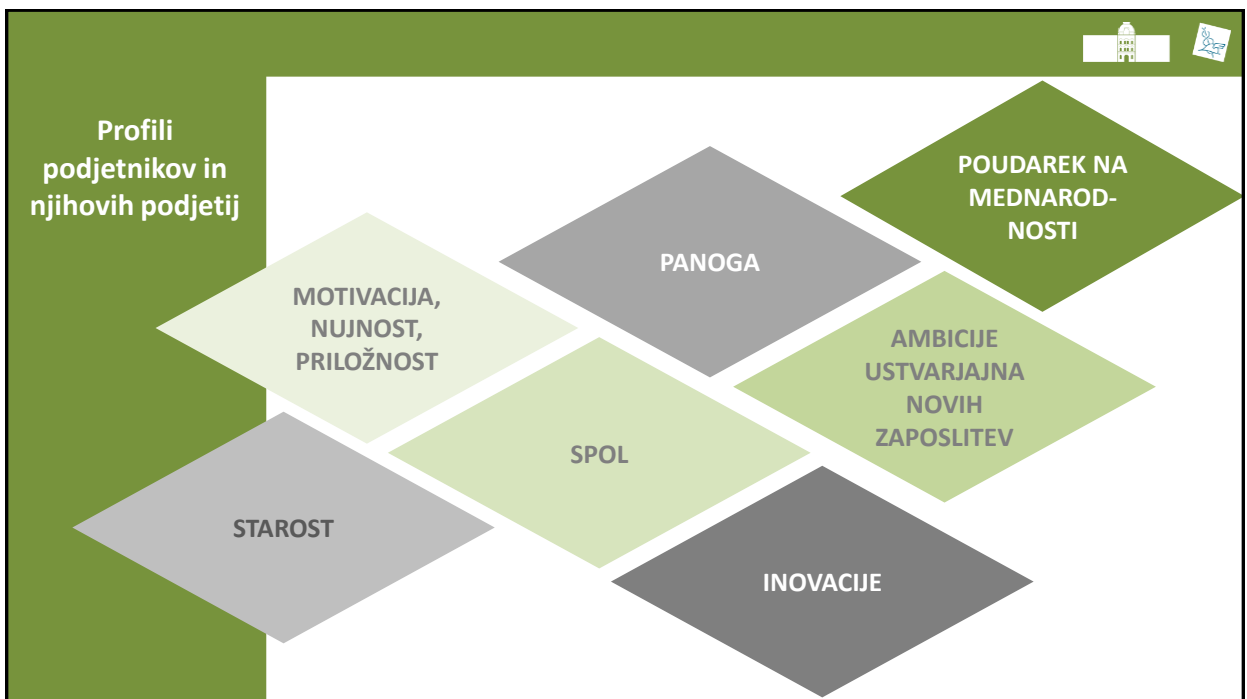 Profili
podjetnikov in
njihovih podjetij
POUDAREK NA
MEDNAROD-
NOSTI
PANOGA
MOTIVACIJA,
NUJNOST,
PRILOŽNOST
AMBICIJE
USTVARJAJNA
NOVIH
ZAPOSLITEV
SPOL
STAROST
INOVACIJE